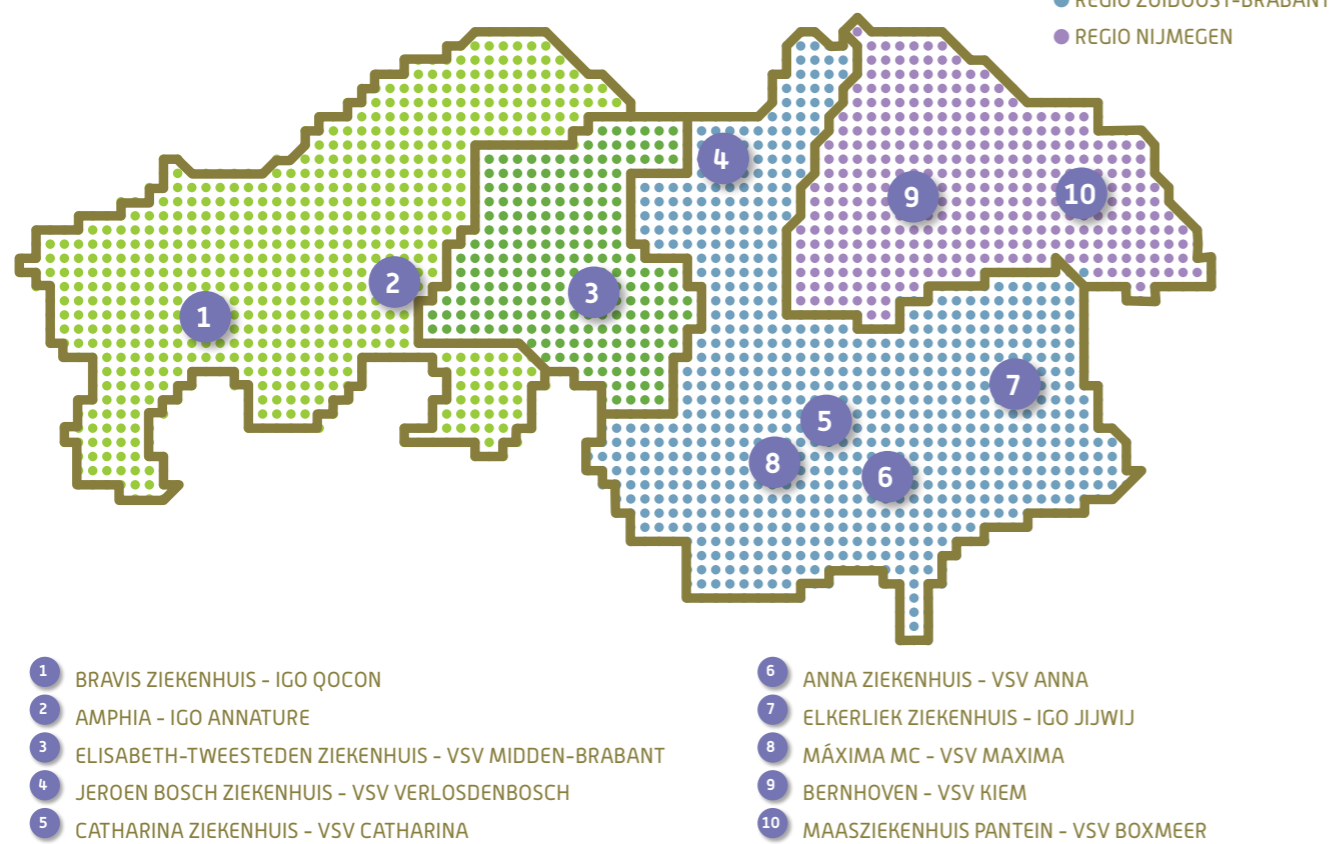 REGIO ZUIDOOST-BRABANT
REGIO NIJMEGEN
4
9
10
2
3
1
7
5
8
6
1 BRAVIS ZIEKENHUIS - IGO QOCON
2 AMPHIA - IGO ANNATURE
3 ELISABETH-TWEESTEDEN ZIEKENHUIS - VSV MIDDEN-BRABANT
4 JEROEN BOSCH ZIEKENHUIS - VSV VERLOSDENBOSCH
5 CATHARINA ZIEKENHUIS - VSV CATHARINA
6 ANNA ZIEKENHUIS - VSV ANNA
7 ELKERLIEK ZIEKENHUIS - IGO JIJWIJ
8 MÁXIMA MC - VSV MAXIMA
9 BERNHOVEN - VSV KIEM
10 MAASZIEKENHUIS PANTEIN - VSV BOXMEER